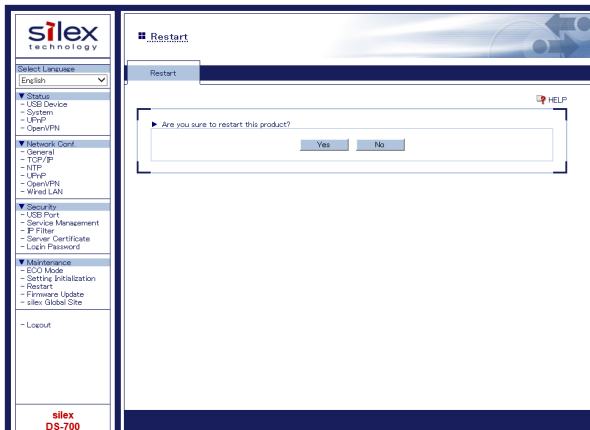 silex
technology
Select Language
English
▼ Status
- USB Device
- System
- UPnP
- OpenVPN
▼ Network Conf.
- General
- TCP/IP
- NTP
- UPnP
- OpenVPN
- Wired LAN
▼ Security
- USB Port
- Service Management
- IP Filter
- Server Certificate
- Login Password
▼ Maintenance
- ECO Mode
- Setting Initialization
- Restart
- Firmware Update
- silex Global Site
- Logout
silex
DS-700
Restart
Restart
HELP
▶ Are you sure to restart this product?
Yes No